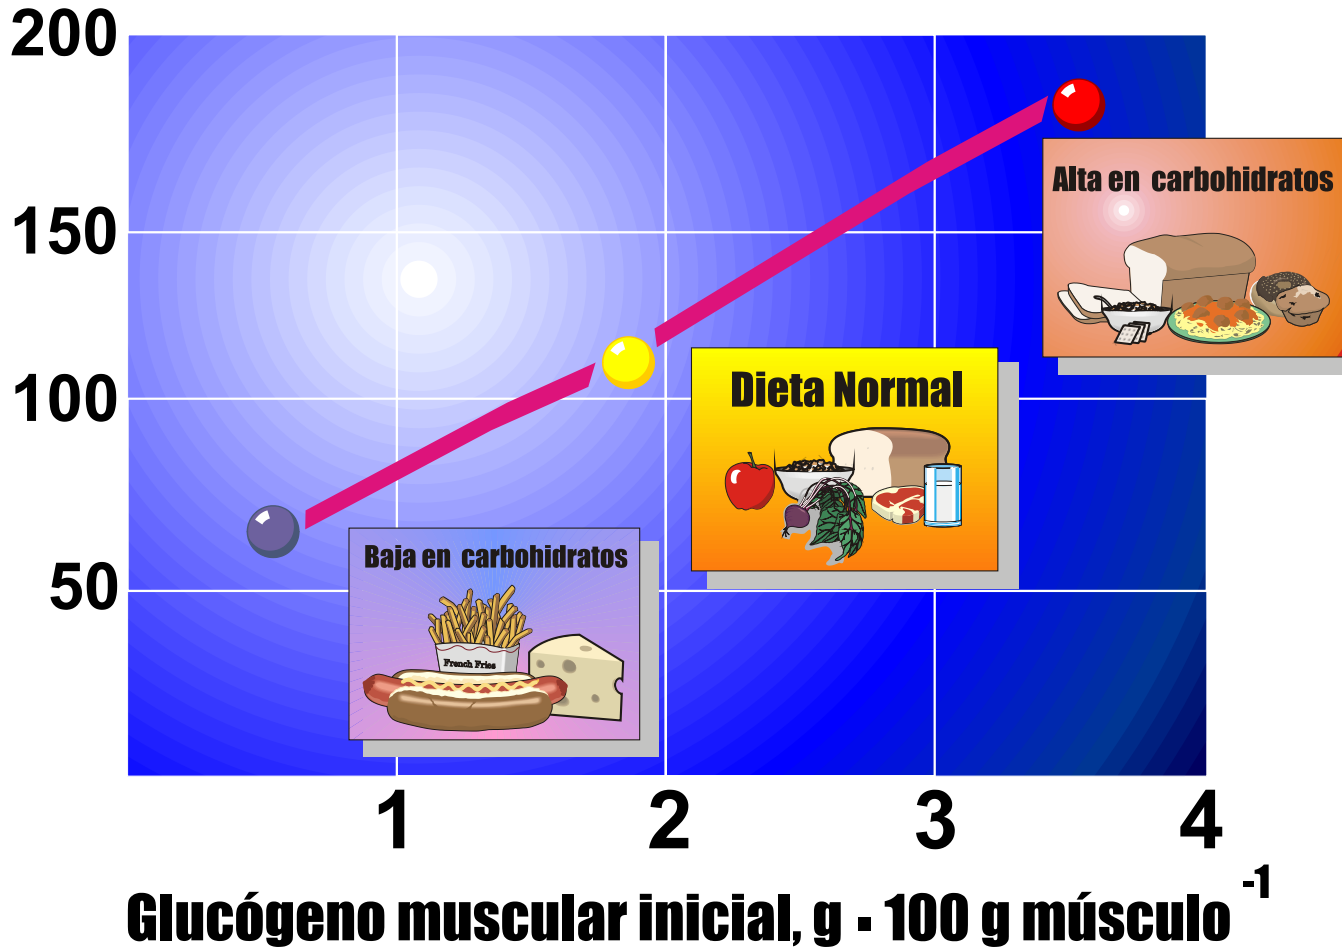 200
150
100
50
Alta en carbohidratos
Dieta Normal
Baja en carbohidratos
French Fries
1 2 3 4
Glucógeno muscular inicial, g ▪ 100 g músculo -1